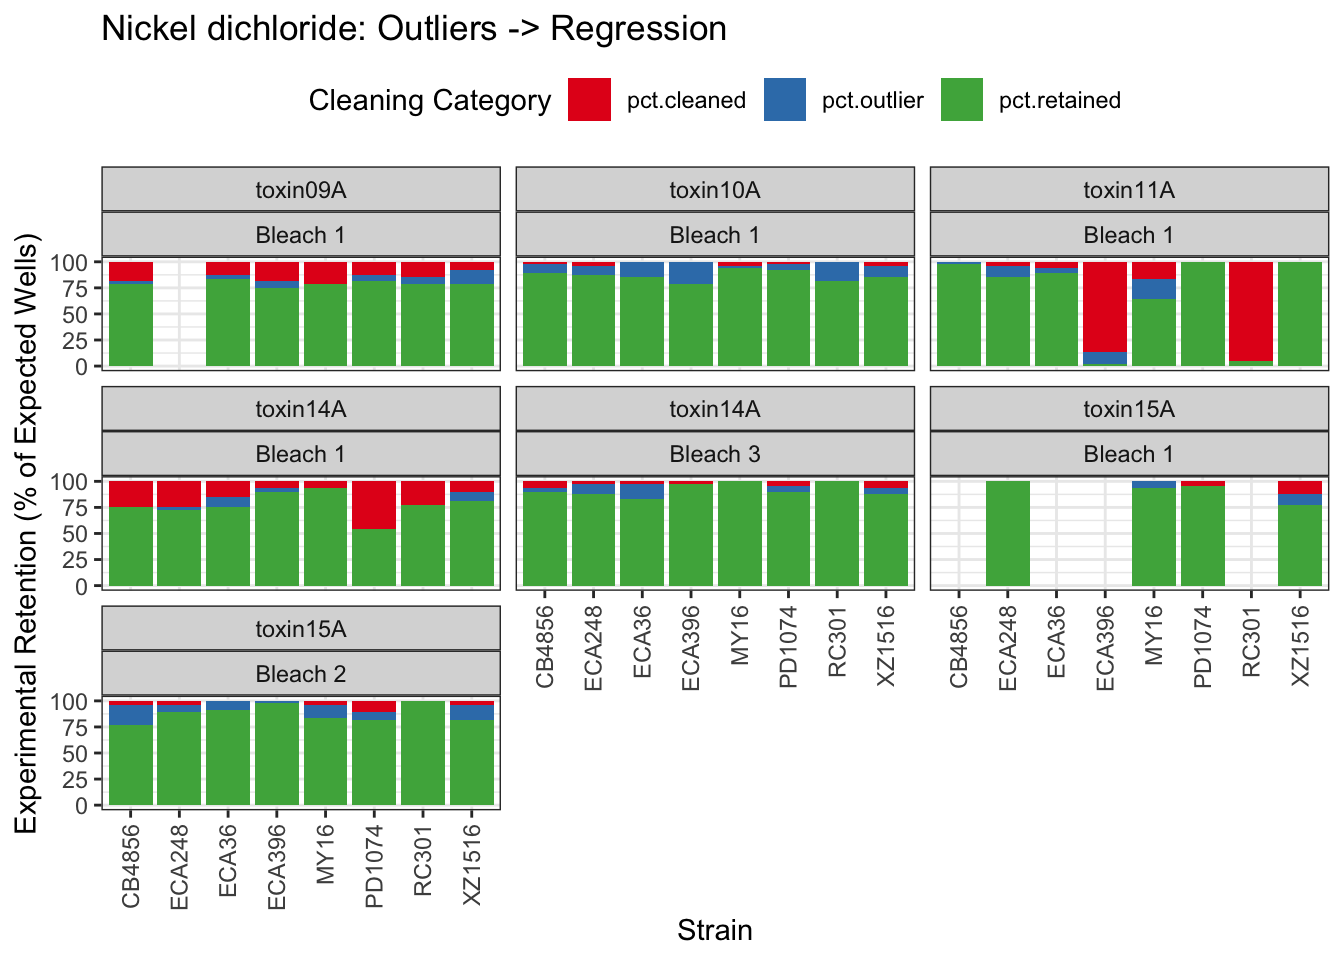 Nickel dichloride: Outliers -> Regression
Cleaning Category pct.cleaned pct.outlier pct.retained
toxin09A toxin10A toxin11A
Bleach 1 Bleach 1 Bleach 1
100
75
50
25
0
toxin14A toxin14A toxin15A
Bleach 1 Bleach 3 Bleach 1
100
75
50
25
0
CB4856 ECA248 ECA36 ECA396 MY16 PD1074 RC301 XZ1516 CB4856 ECA248 ECA36 ECA396 MY16 PD1074 RC301 XZ1516
toxin15A
Bleach 2
100
75
50
25
0
CB4856 ECA248 ECA36 ECA396 MY16 PD1074 RC301 XZ1516
Experimental Retention (% of Expected Wells)
Strain